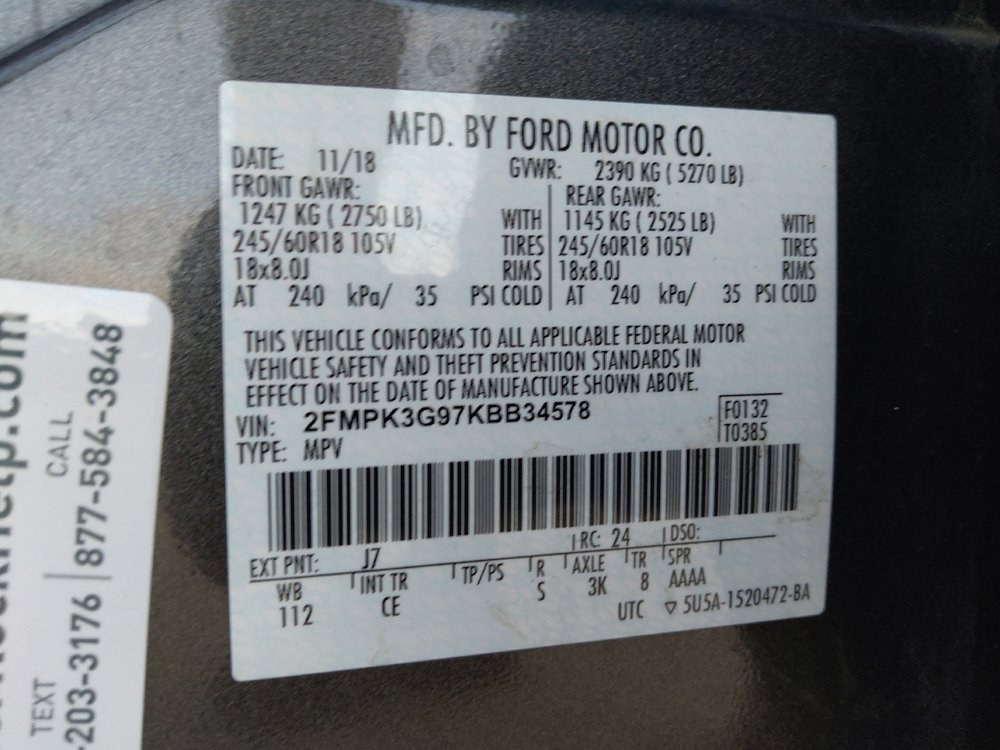 MFD. BY FORD MOTOR CO.
DATE: 11/18 GVWR: 2390 KG ( 5270 LB)
FRONT GAWR: REAR GAWR:
1247 KG ( 2750 LB) WITH 1145 KG ( 2525 LB) WITH
245/60R18 105V TIRES 245/60R18 105V TIRES
18x8.0J RIMS 18x8.0J RIMS
AT 240 kPa/ 35 PSI COLD AT 240 kPa/ 35 PSI COLD
THIS VEHICLE CONFORMS TO ALL APPLICABLE FEDERAL MOTOR
VEHICLE SAFETY AND THEFT PREVENTION STANDARDS IN
EFFECT ON THE DATE OF MANUFACTURE SHOWN ABOVE.
VIN: 2FMPK3G97KBB34578 F0132
TYPE: MPV T0385
EXT PNT: J7 RC: 24 DSO:
WB INT TR TP/PS R AXLE TR SPR
112 CE S 3K 8 AAAA
UTC ▽ 5U5A-1520472-BA
CALL
877-584-3848
TEXT
-203-3176